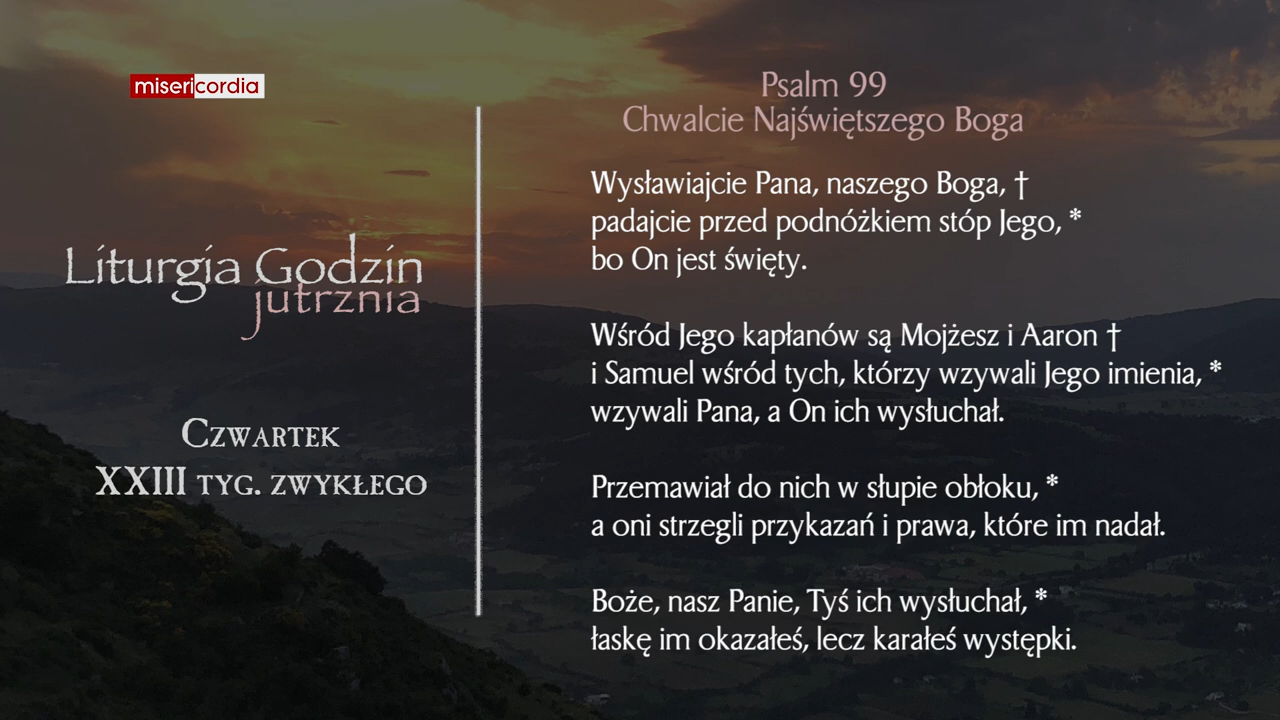 misericordia
Liturgia Godzin
jutrznia
Czwartek
XXIII tyg. zwykłego
Psalm 99
Chwalcie Najświętszego Boga
Wysławiajcie Pana, naszego Boga, †
padajcie przed podnóżkiem stóp Jego, *
bo On jest święty.
Wśród Jego kapłanów są Mojżesz i Aaron †
i Samuel wśród tych, którzy wzywali Jego imienia, *
wzywali Pana, a On ich wysłuchał.
Przemawiał do nich w słupie obłoku, *
a oni strzegli przykazań i prawa, które im nadał.
Boże, nasz Panie, Tyś ich wysłuchał, *
łaskę im okazałeś, lecz karałeś występki.